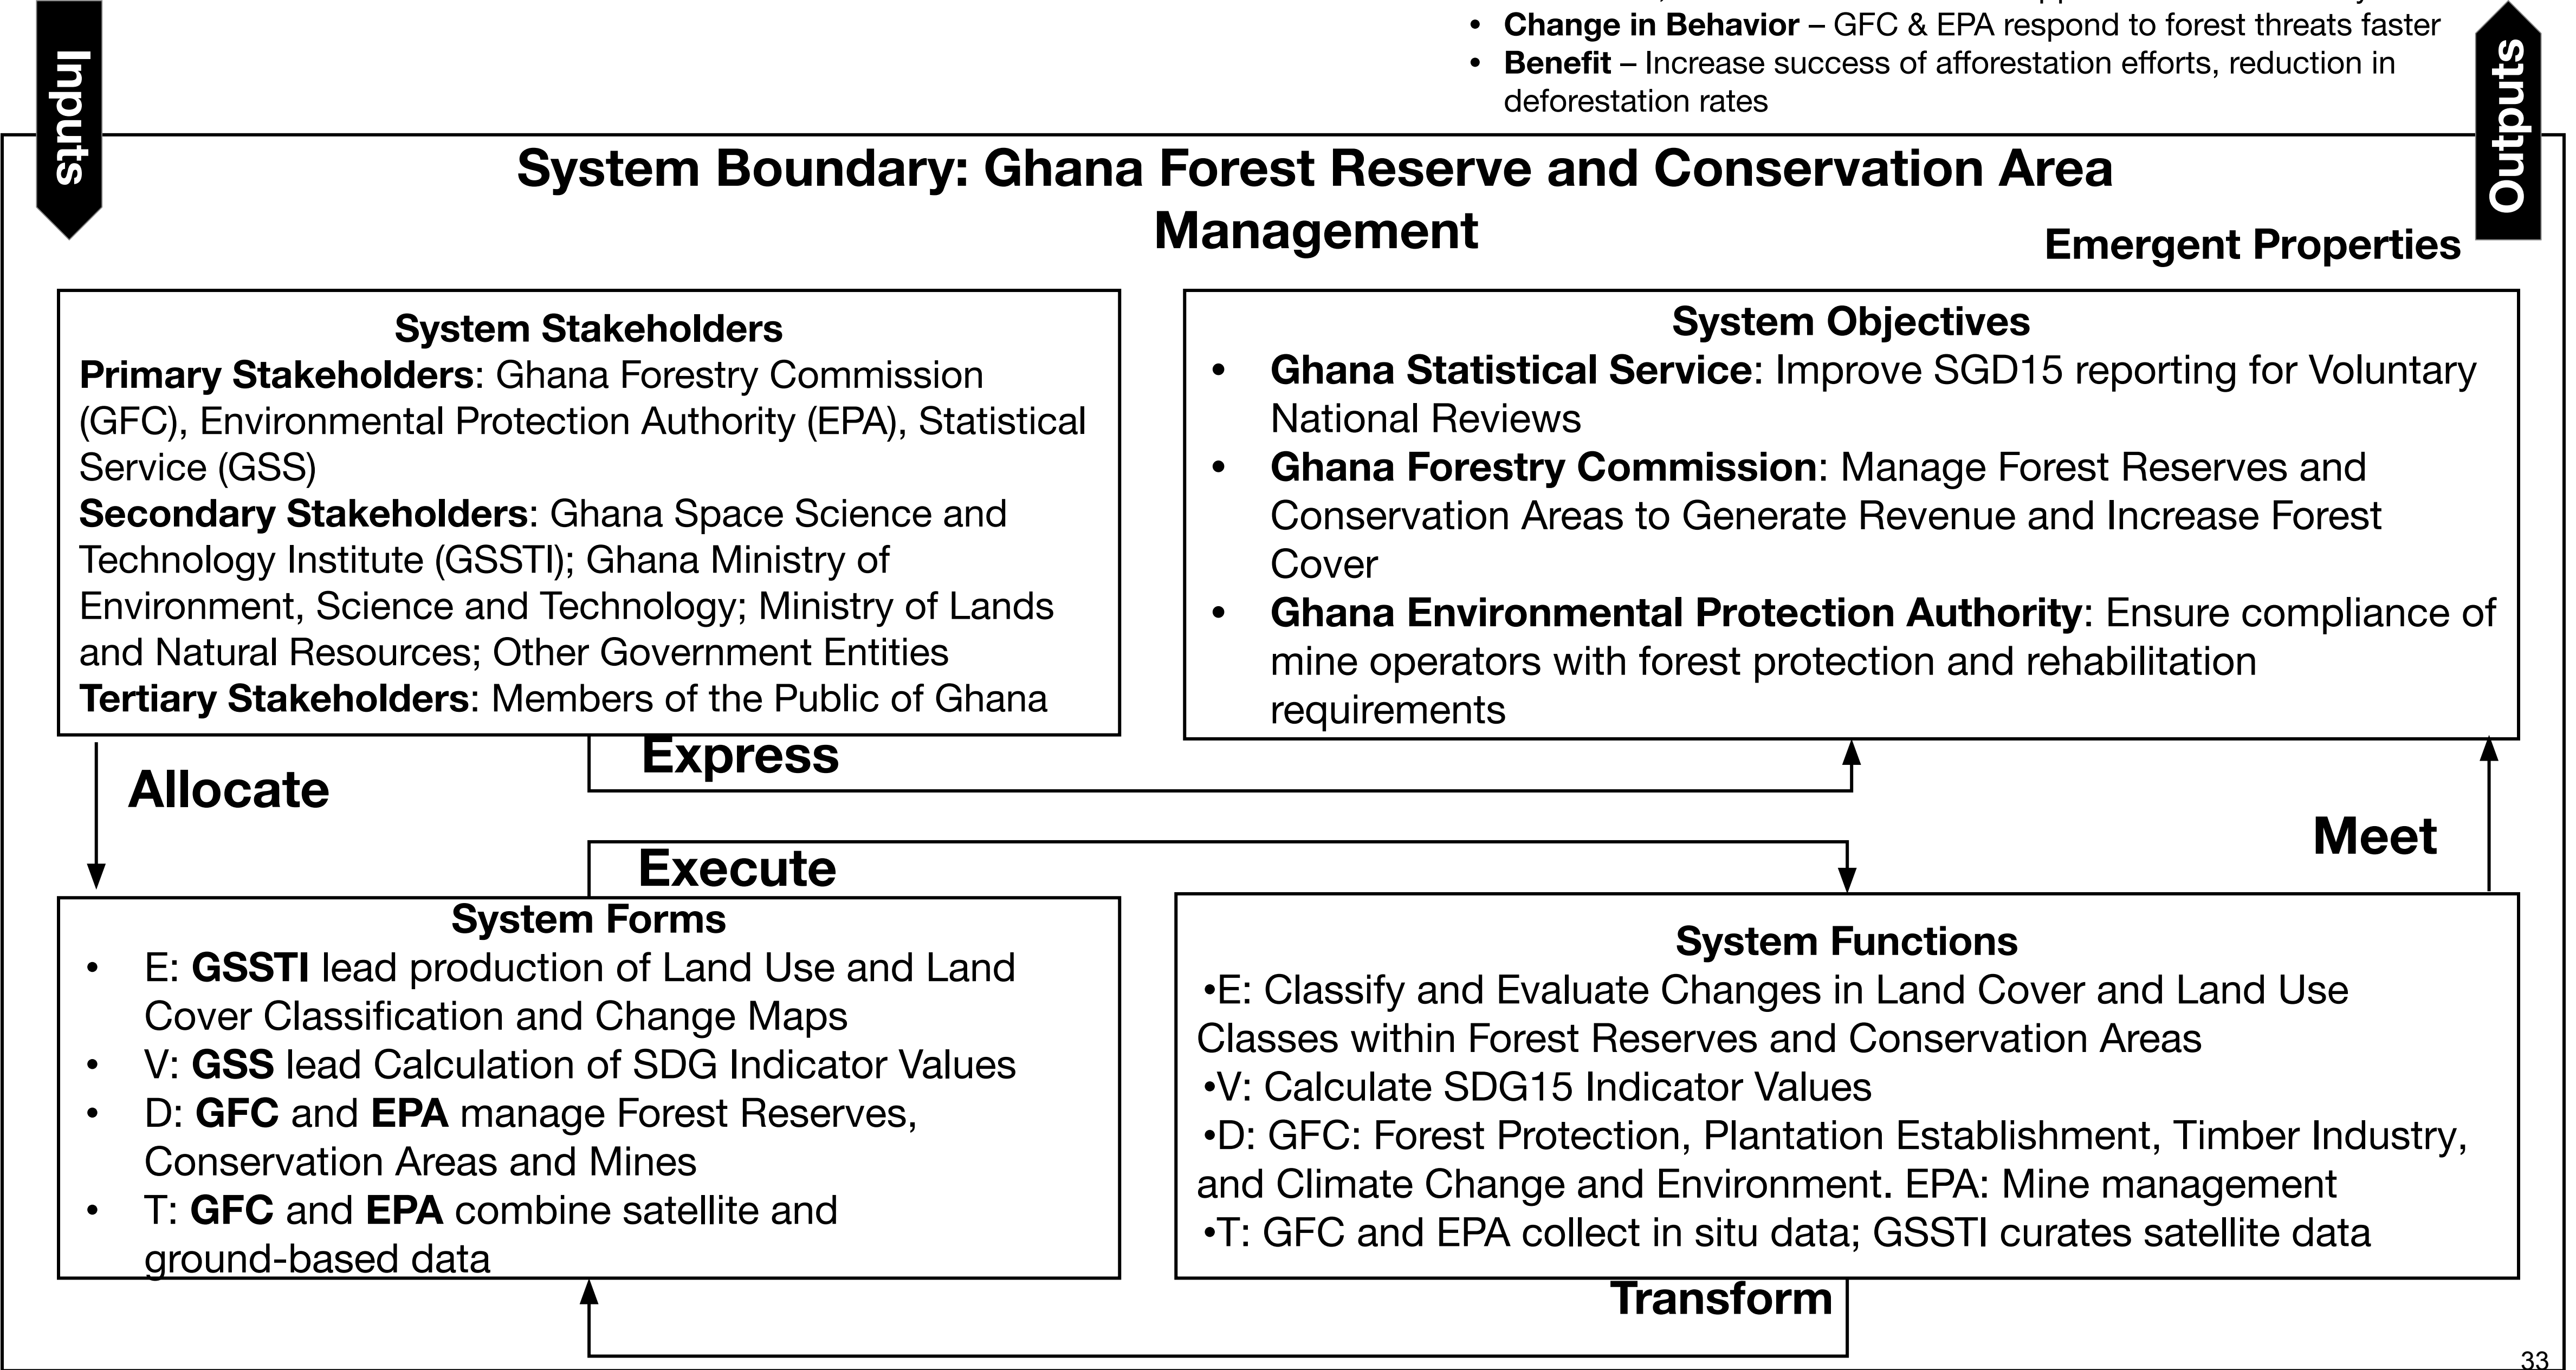 Inputs
• Change in Behavior – GFC & EPA respond to forest threats faster
• Benefit – Increase success of afforestation efforts, reduction in
deforestation rates
Outputs
System Boundary: Ghana Forest Reserve and Conservation Area
Management
Emergent Properties
System Stakeholders
Primary Stakeholders: Ghana Forestry Commission
(GFC), Environmental Protection Authority (EPA), Statistical
Service (GSS)
Secondary Stakeholders: Ghana Space Science and
Technology Institute (GSSTI); Ghana Ministry of
Environment, Science and Technology; Ministry of Lands
and Natural Resources; Other Government Entities
Tertiary Stakeholders: Members of the Public of Ghana
System Objectives
• Ghana Statistical Service: Improve SGD15 reporting for Voluntary
National Reviews
• Ghana Forestry Commission: Manage Forest Reserves and
Conservation Areas to Generate Revenue and Increase Forest
Cover
• Ghana Environmental Protection Authority: Ensure compliance of
mine operators with forest protection and rehabilitation
requirements
Express
Allocate
Execute
Meet
System Forms
• E: GSSTI lead production of Land Use and Land
Cover Classification and Change Maps
• V: GSS lead Calculation of SDG Indicator Values
• D: GFC and EPA manage Forest Reserves,
Conservation Areas and Mines
• T: GFC and EPA combine satellite and
ground-based data
System Functions
•E: Classify and Evaluate Changes in Land Cover and Land Use
Classes within Forest Reserves and Conservation Areas
•V: Calculate SDG15 Indicator Values
•D: GFC: Forest Protection, Plantation Establishment, Timber Industry,
and Climate Change and Environment. EPA: Mine management
•T: GFC and EPA collect in situ data; GSSTI curates satellite data
Transform
33